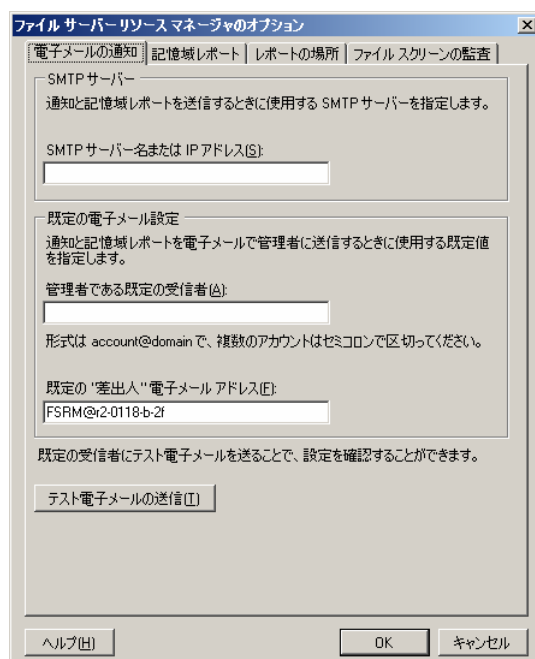 ファイル サーバー リソース マネージャのオプション
電子メールの通知 記憶域レポート レポートの場所 ファイル スクリーンの監査
SMTP サーバー
通知と記憶域レポートを送信するときに使用する SMTP サーバーを指定します。
SMTP サーバー名または IP アドレス(S):
既定の電子メール設定
通知と記憶域レポートを電子メールで管理者に送信するときに使用する既定値
を指定します。
管理者である既定の受信者(A):
形式は account@domain で、複数のアカウントはセミコロンで区切ってください。
既定の "差出人" 電子メール アドレス(F):
FSRM@r2-0118-b-2f
既定の受信者にテスト電子メールを送ることで、設定を確認することができます。
テスト電子メールの送信(T)
ヘルプ(H) OK キャンセル